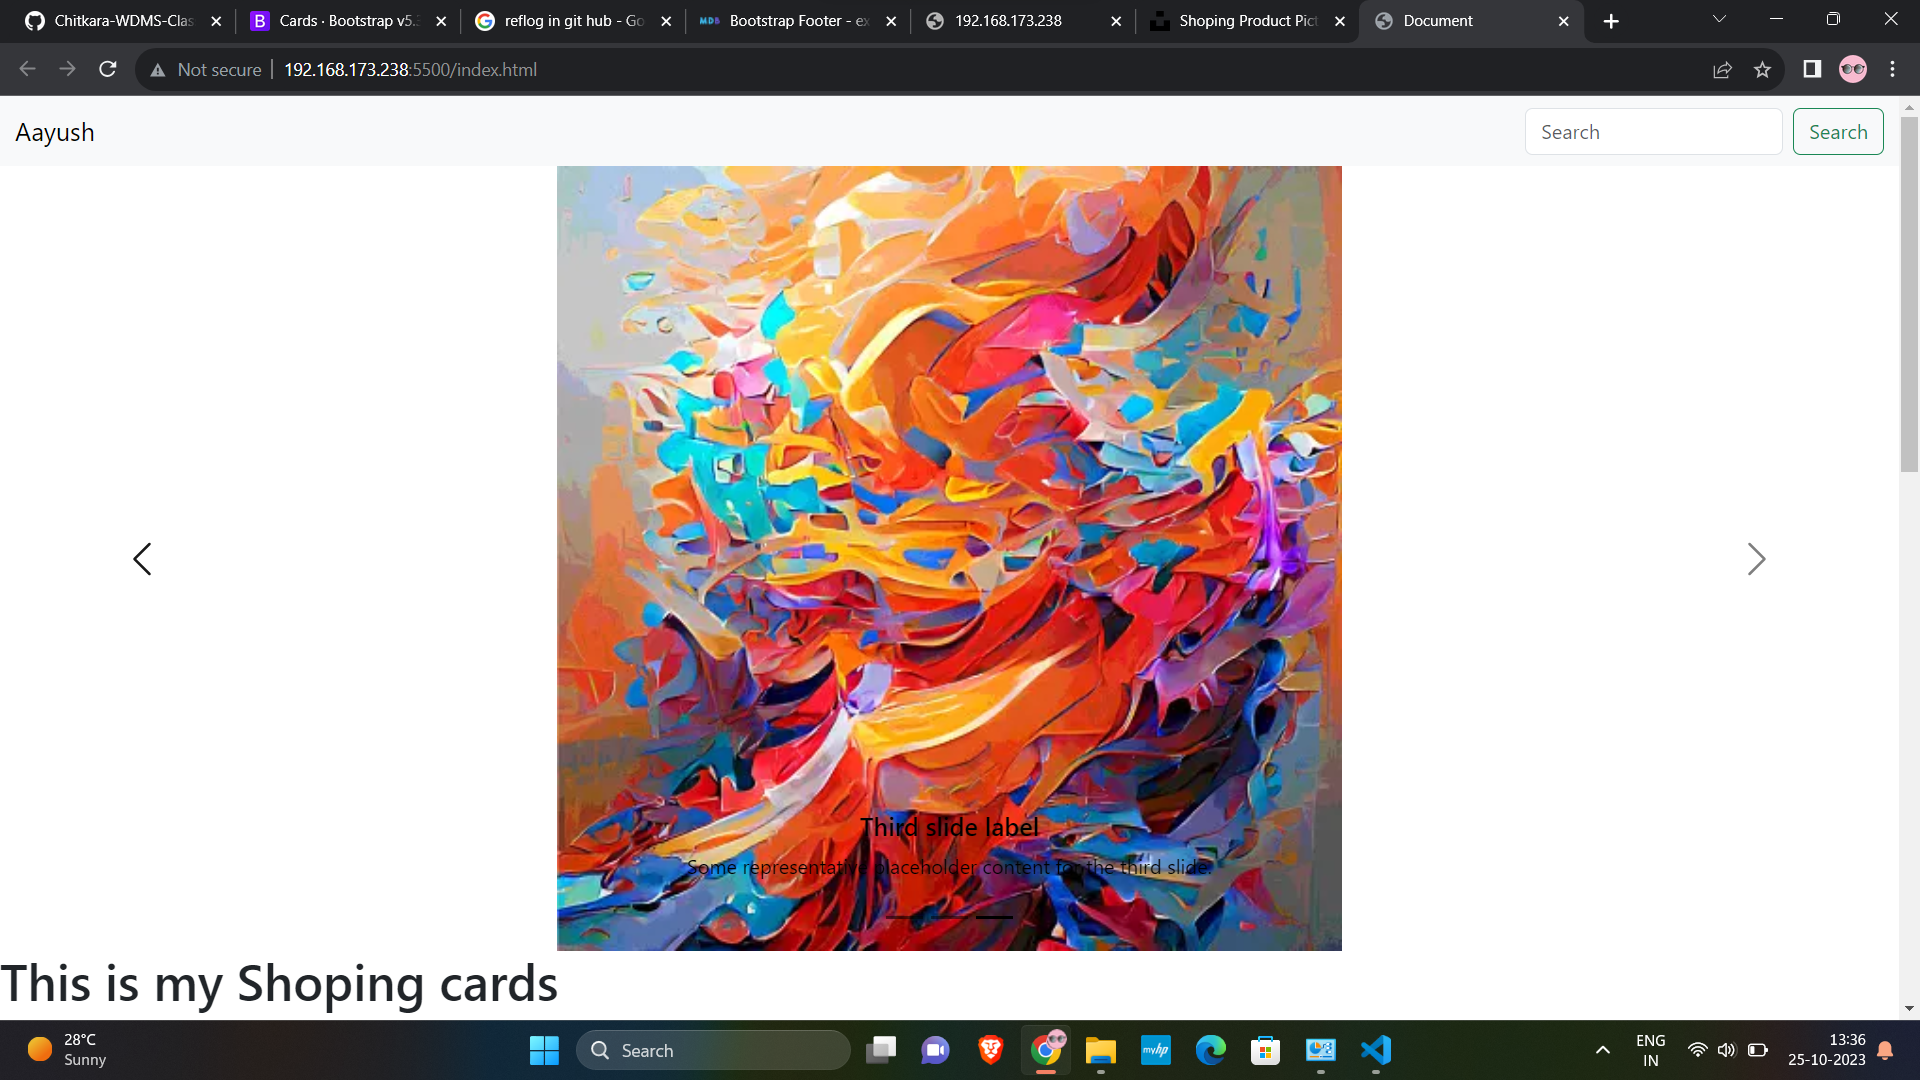 Chitkara-WDMS-Clas
Cards · Bootstrap v5.3
reflog in git hub - Go
MDB Bootstrap Footer - ex
192.168.173.238
Shoping Product Pict
Document
Not secure 192.168.173.238:5500/index.html
Aayush
Search
Search
Third slide label
Some representative placeholder content for the third slide.
This is my Shoping cards
28°C
Sunny
Search
myhp
ENG
IN
13:36
25-10-2023